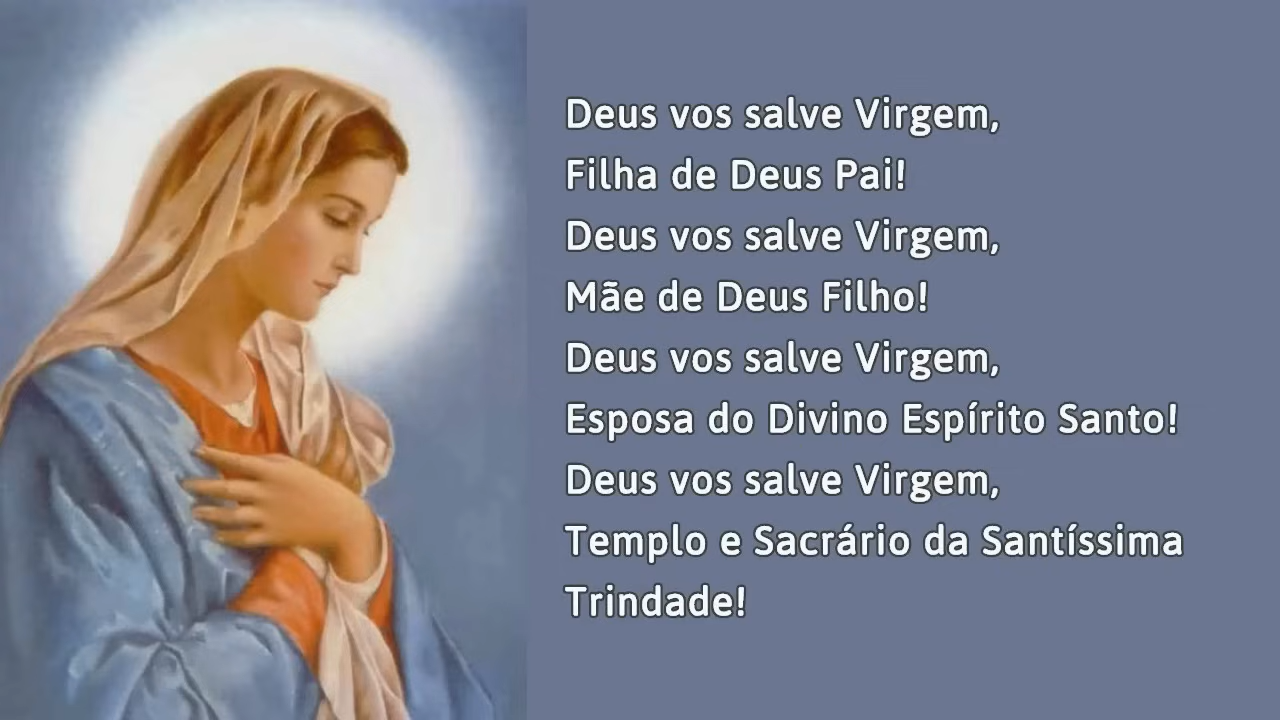 Deus vos salve Virgem,
Filha de Deus Pai!
Deus vos salve Virgem,
Mãe de Deus Filho!
Deus vos salve Virgem,
Esposa do Divino Espírito Santo!
Deus vos salve Virgem,
Templo e Sacrário da Santíssima
Trindade!